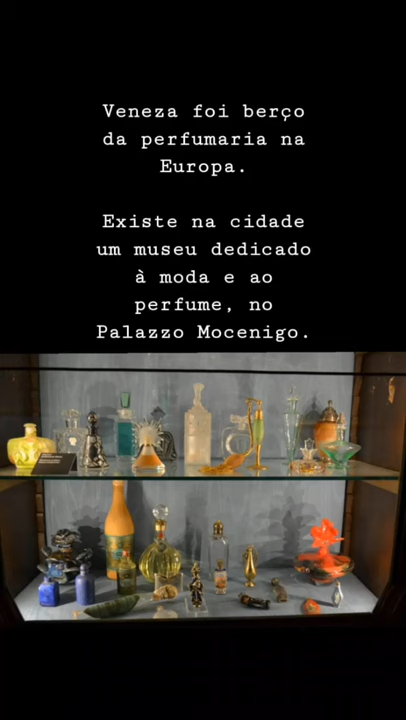 Veneza foi berço
da perfumaria na
Europa.
Existe na cidade
um museu dedicado
à moda e ao
perfume, no
Palazzo Mocenigo.